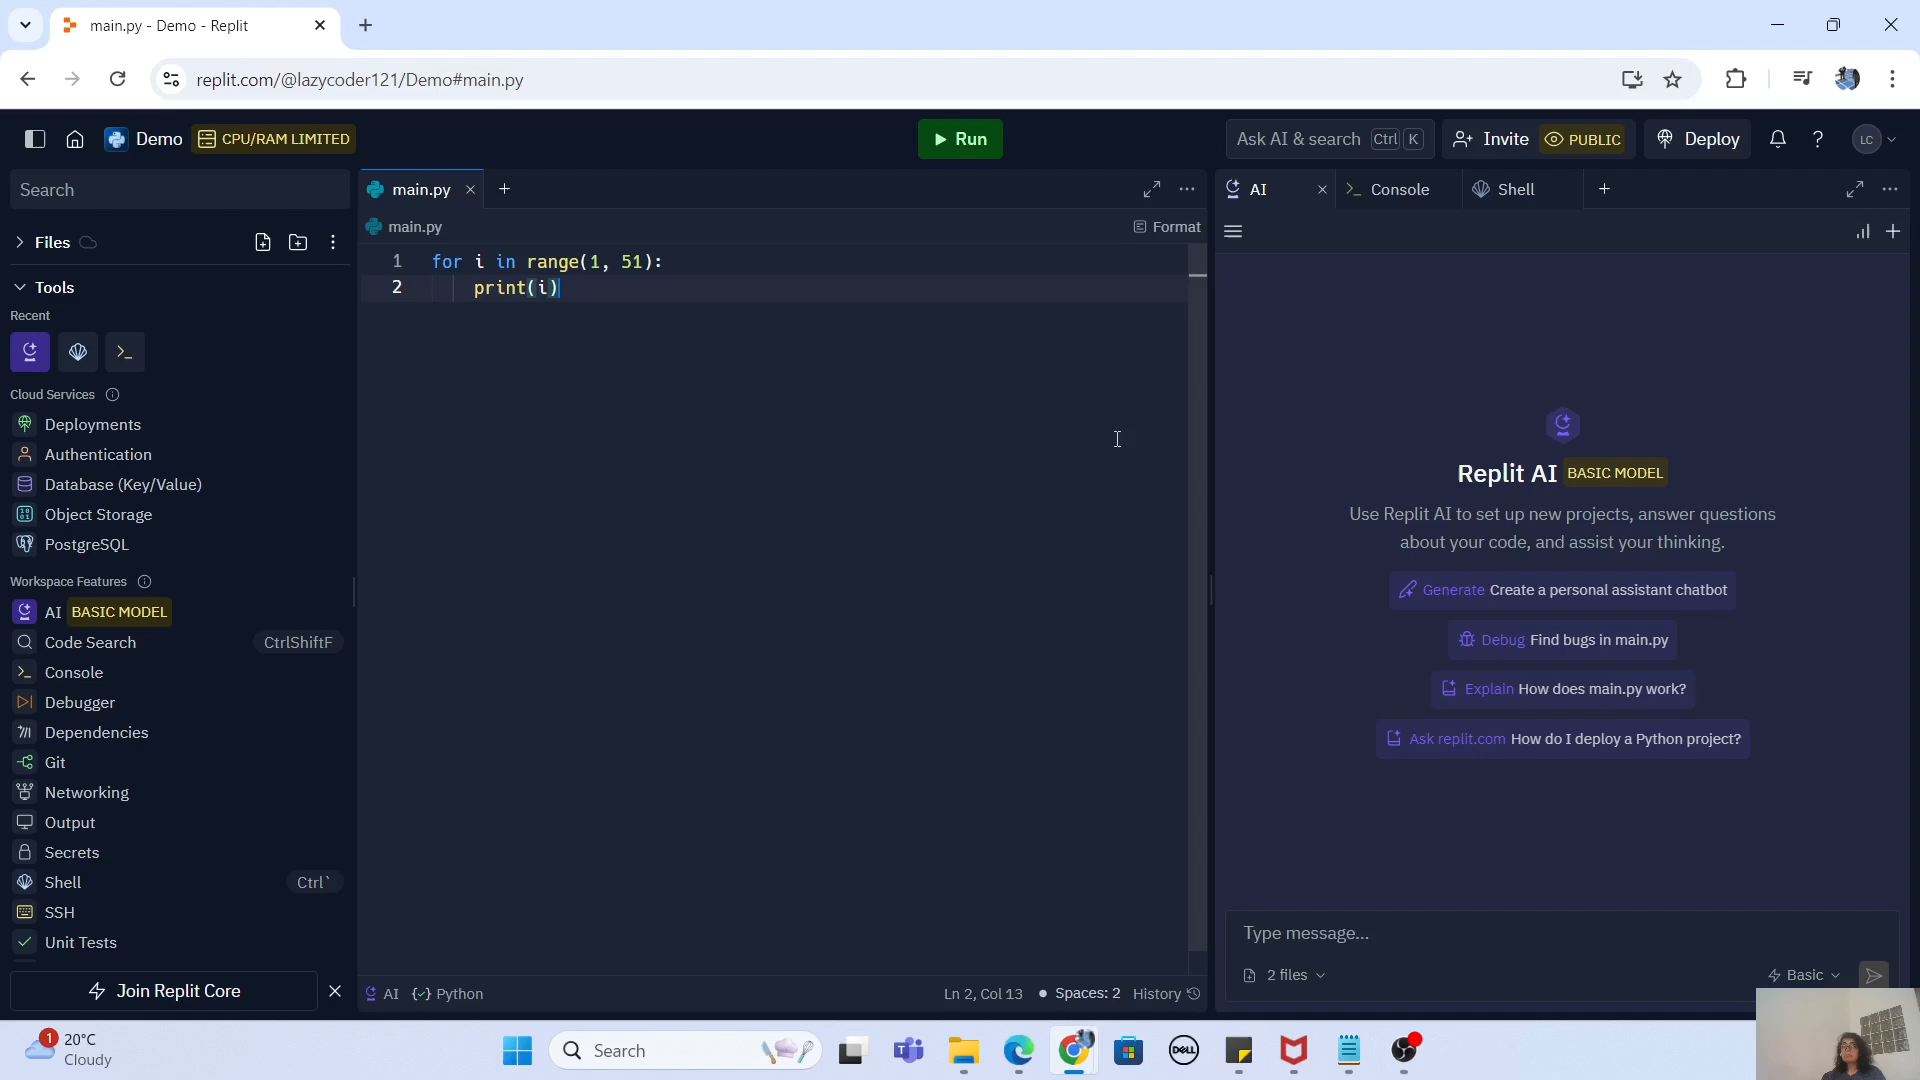 main.py - Demo - Replit
replit.com/@lazycoder121/Demo#main.py
Demo CPU/RAM LIMITED
Run
Ask AI & search Ctrl K
Invite PUBLIC
Deploy
LC
Search
Files
Tools
Recent
Cloud Services
Deployments
Authentication
Database (Key/Value)
Object Storage
PostgreSQL
Workspace Features
AI BASIC MODEL
Code Search CtrlShiftF
Console
Debugger
Dependencies
Git
Networking
Output
Secrets
Shell Ctrl`
SSH
Unit Tests
Join Replit Core
main.py
main.py Format
1 for i in range(1, 51):
2 print(i)
AI Python
Ln 2, Col 13 Spaces: 2 History
AI Console Shell
Replit AI BASIC MODEL
Use Replit AI to set up new projects, answer questions
about your code, and assist your thinking.
Generate Create a personal assistant chatbot
Debug Find bugs in main.py
Explain How does main.py work?
Ask replit.com How do I deploy a Python project?
Type message...
2 files
Basic
1 20°C
Cloudy
Search
DELL